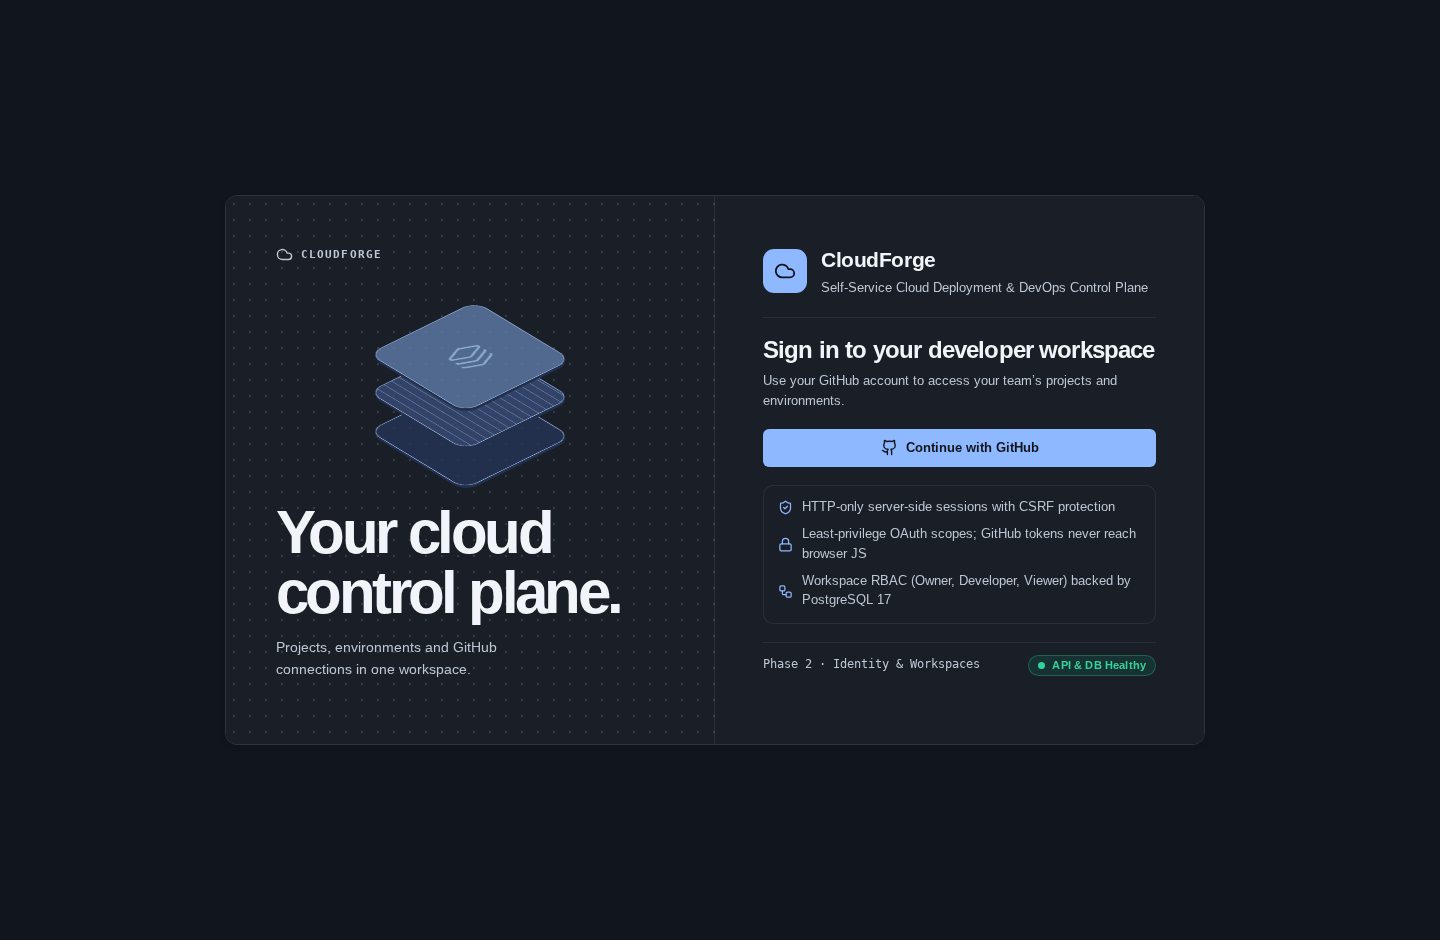 CLOUDFORGE
Your cloud
control plane.
Projects, environments and GitHub
connections in one workspace.
CloudForge
Self-Service Cloud Deployment & DevOps Control Plane
Sign in to your developer workspace
Use your GitHub account to access your team’s projects and
environments.
Continue with GitHub
HTTP-only server-side sessions with CSRF protection
Least-privilege OAuth scopes; GitHub tokens never reach
browser JS
Workspace RBAC (Owner, Developer, Viewer) backed by
PostgreSQL 17
Phase 2 · Identity & Workspaces
API & DB Healthy